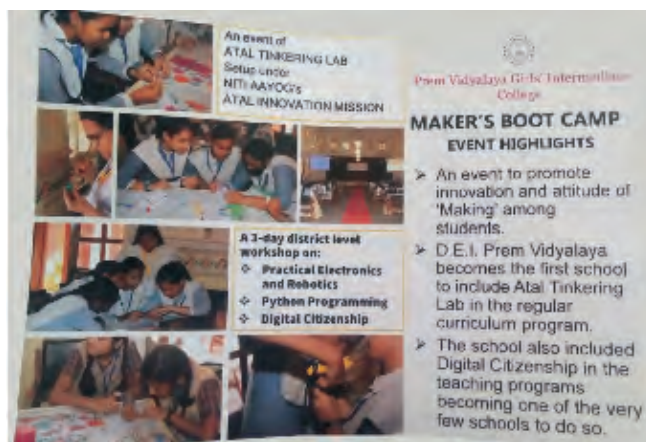 An event of
ATAL TINKERING LAB
Setup under
NITI AAYOG's
ATAL INNOVATION MISSION
A 3-day district level
workshop on:
❖ Practical Electronics
and Robotics
❖ Python Programming
❖ Digital Citizenship
Prem Vidyalaya Girls' Intermediate
College
MAKER'S BOOT CAMP
EVENT HIGHLIGHTS
➢ An event to promote
innovation and attitude of
'Making' among
students.
➢ D.E.I. Prem Vidyalaya
becomes the first school
to include Atal Tinkering
Lab in the regular
curriculum program.
➢ The school also included
Digital Citizenship in the
teaching programs
becoming one of the very
few schools to do so.